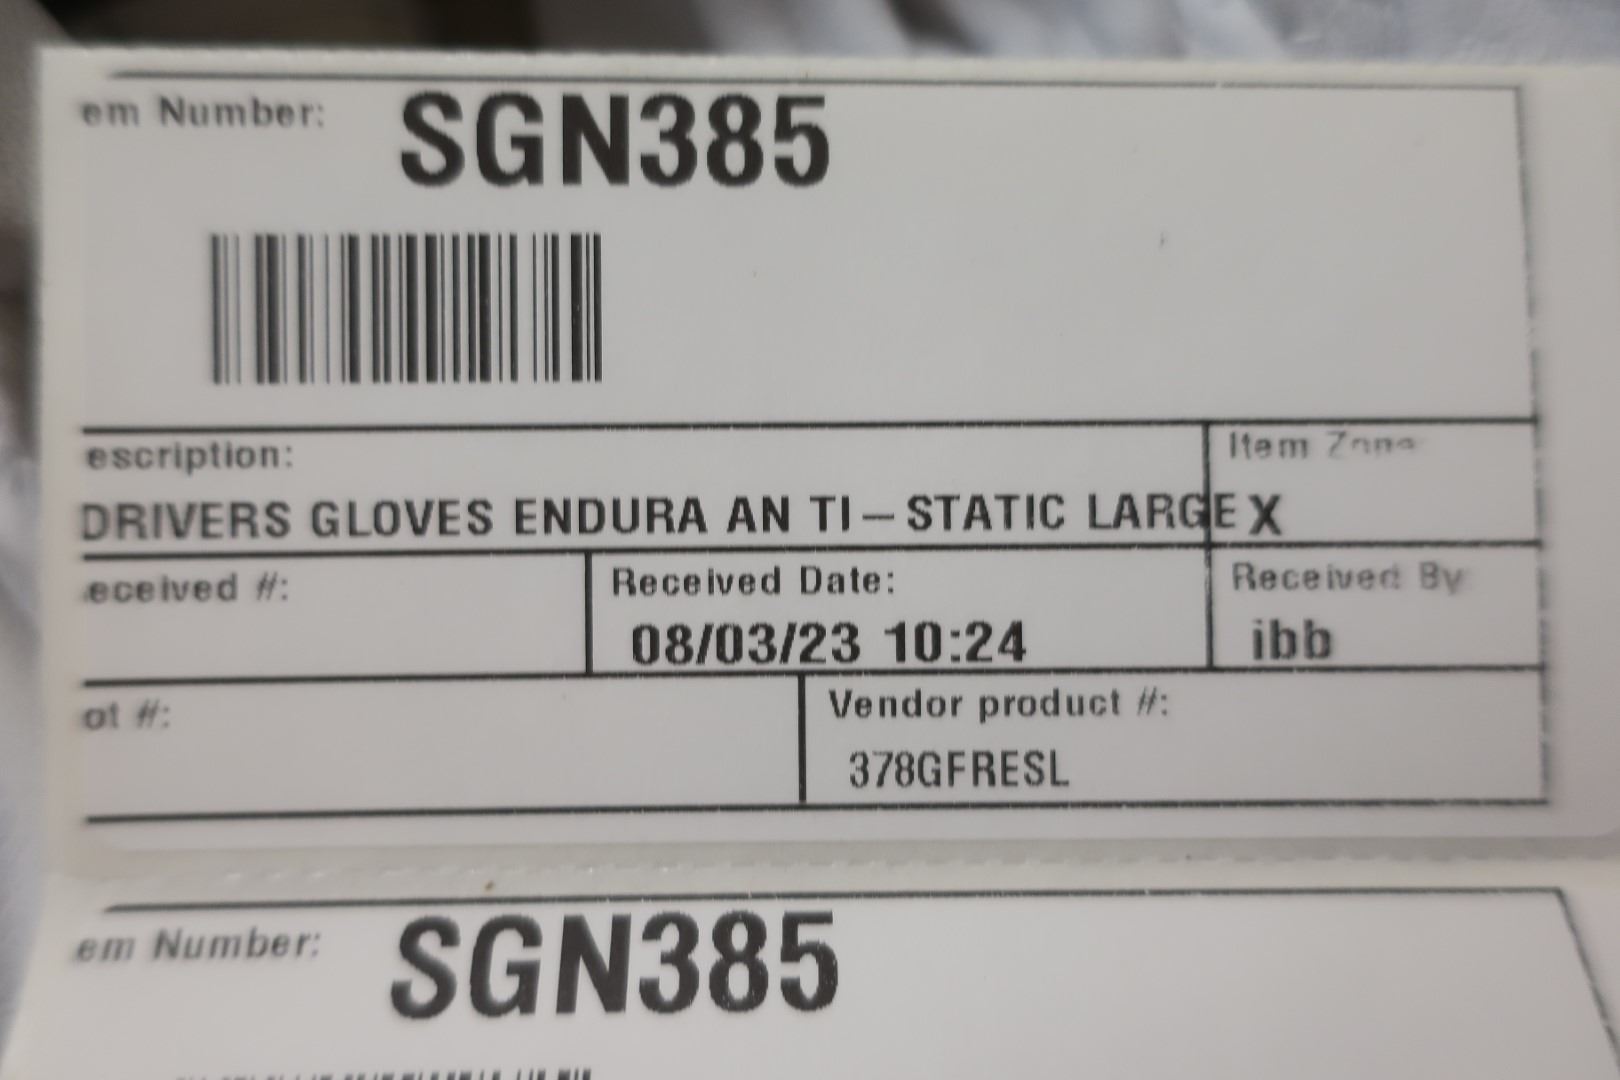 em Number: SGN385
escription: Item Zone
DRIVERS GLOVES ENDURA AN TI-STATIC LARGE X
eceived #: Received Date: Received By
08/03/23 10:24 ibb
ot #: Vendor product #:
378GFRESL
em Number: SGN385